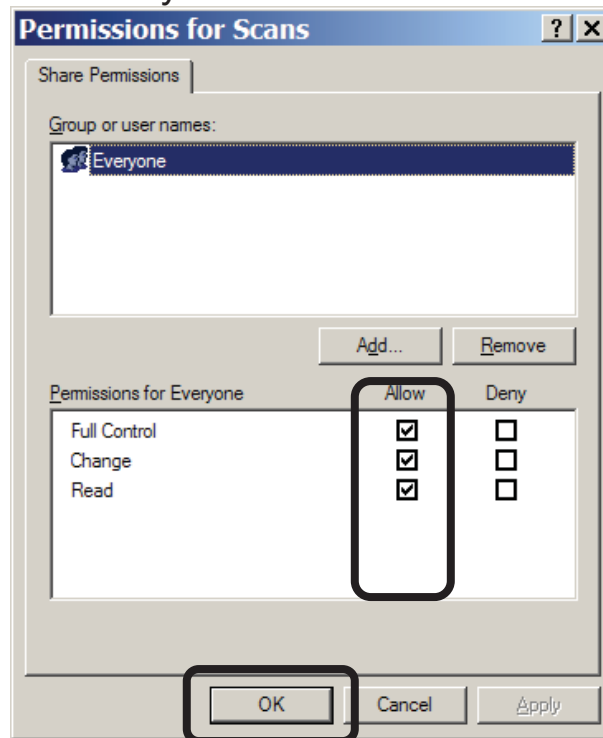 Permissions for Scans
Share Permissions
Group or user names:
Everyone
Add... Remove
Permissions for Everyone Allow Deny
Full Control
Change
Read
OK Cancel Apply